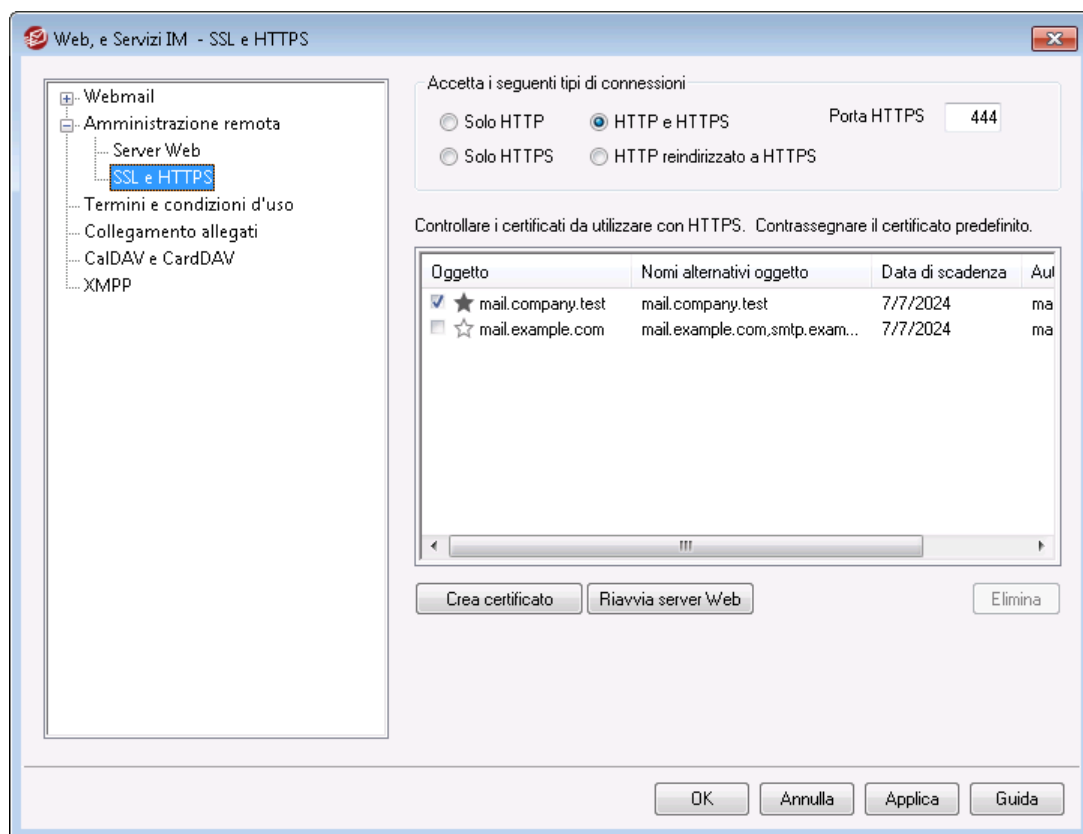 Web, e Servizi IM - SSL e HTTPS
Webmail
Amministrazione remota
Server Web
SSL e HTTPS
Termini e condizioni d'uso
Collegamento allegati
CalDAV e CardDAV
XMPP
Accetta i seguenti tipi di connessioni
Solo HTTP HTTP e HTTPS Porta HTTPS 444
Solo HTTPS HTTP reindirizzato a HTTPS
Controllare i certificati da utilizzare con HTTPS. Contrassegnare il certificato predefinito.
Oggetto Nomi alternativi oggetto Data di scadenza Aut
mail.company.test mail.company.test 7/7/2024 ma
mail.example.com mail.example.com,smtp.exam... 7/7/2024 ma
Crea certificato Riavvia server Web Elimina
OK Annulla Applica Guida